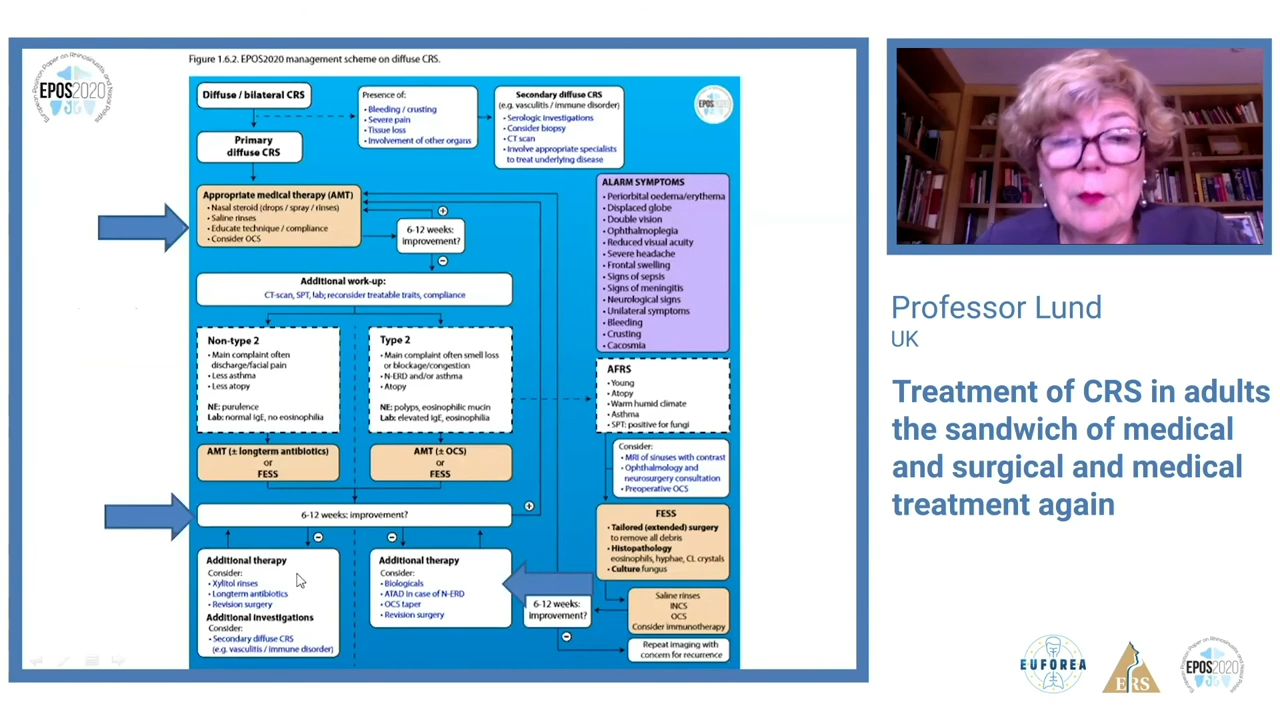 Figure 1.6.2. EPOS2020 management scheme on diffuse CRS.
EPOS2020
Diffuse / bilateral CRS
Primary
diffuse CRS
Presence of:
• Bleeding / crusting
• Severe pain
• Tissue loss
• Involvement of other organs
Secondary diffuse CRS
(e.g. vasculitis / immune disorder)
• Serologic investigations
• Consider biopsy
• CT scan
• Involve appropriate specialists
to treat underlying disease
Appropriate medical therapy (AMT)
• Nasal steroid (drops / spray / rinses)
• Saline rinses
• Educate technique / compliance
• Consider OCS
6-12 weeks:
improvement?
Additional work-up:
CT-scan, SPT, lab; reconsider treatable traits, compliance
Non-type 2
• Main complaint often
discharge/facial pain
• Less asthma
• Less atopy
NE: purulence
Lab: normal IgE, no eosinophilia
Type 2
• Main complaint often smell loss
or blockage/congestion
• N-ERD and/or asthma
• Atopy
NE: polyps, eosinophilic mucin
Lab: elevated IgE, eosinophilia
AMT (± longterm antibiotics)
or
FESS
AMT (± OCS)
or
FESS
6-12 weeks: improvement?
Additional therapy
Consider:
• Xylitol rinses
• Longterm antibiotics
• Revision surgery
Additional investigations
Consider:
• Secondary diffuse CRS
(e.g. vasculitis / immune disorder)
Additional therapy
Consider:
• Biologicals
• ATAD in case of N-ERD
• OCS taper
• Revision surgery
ALARM SYMPTOMS
• Periorbital oedema/erythema
• Displaced globe
• Double vision
• Ophthalmoplegia
• Reduced visual acuity
• Severe headache
• Frontal swelling
• Signs of sepsis
• Signs of meningitis
• Neurological signs
• Unilateral symptoms
• Bleeding
• Crusting
• Cacosmia
AFRS
• Young
• Atopy
• Warm humid climate
• Asthma
• SPT: positive for fungi
Consider:
• MRI of sinuses with contrast
• Ophthalmology and
neurosurgery consultation
• Preoperative OCS
FESS
• Tailored (extended) surgery
to remove all debris
• Histopathology
eosinophils, hyphae, CL crystals
• Culture fungus
6-12 weeks:
improvement?
Saline rinses
INCS
OCS
Consider immunotherapy
Repeat imaging with
concern for recurrence
Professor Lund
UK
Treatment of CRS in adults
the sandwich of medical
and surgical and medical
treatment again
EUFOREA
ERS
EPOS2020